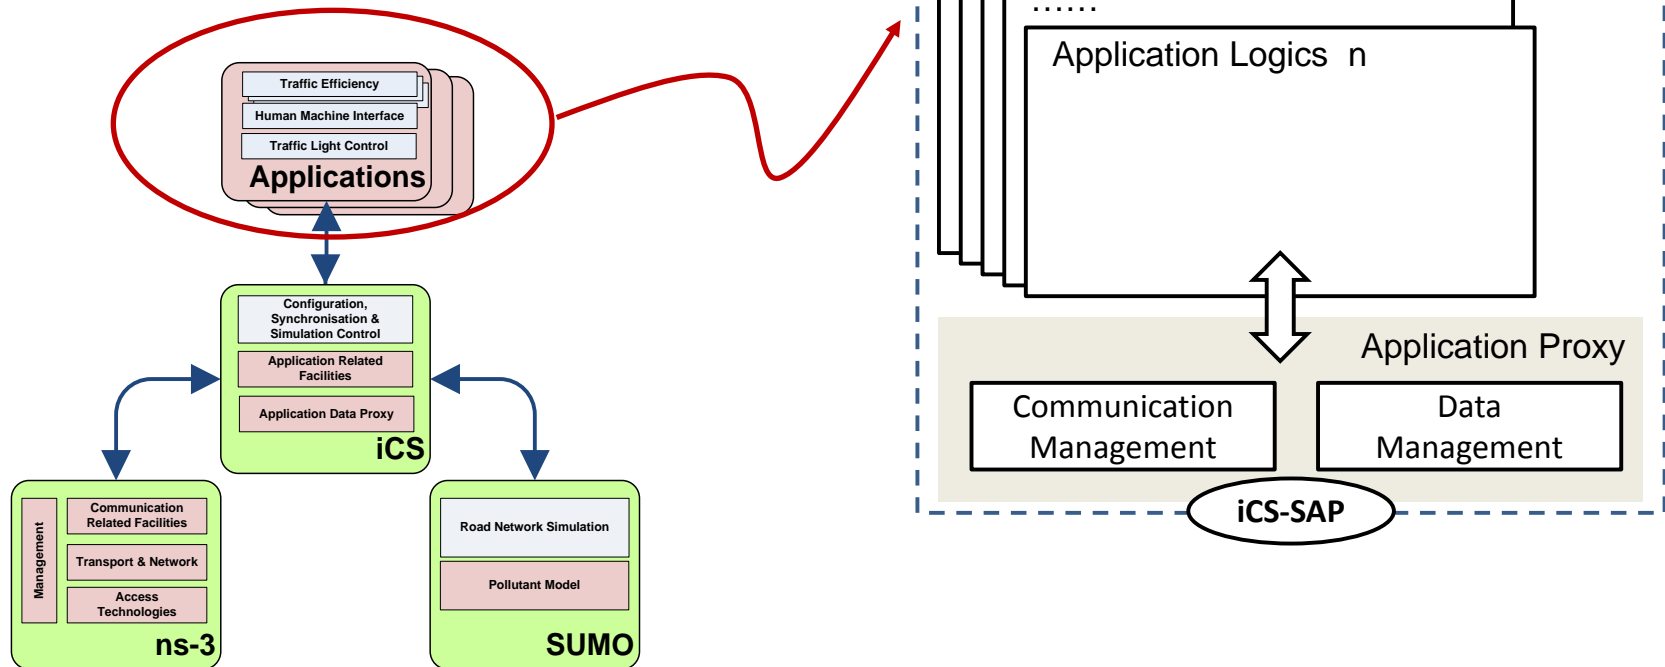 Traffic Efficiency
Human Machine Interface
Traffic Light Control
Applications
Configuration,
Synchronisation &
Simulation Control
Application Related
Facilities
Application Data Proxy
iCS
Management
Communication
Related Facilities
Transport & Network
Access
Technologies
ns-3
Road Network Simulation
Pollutant Model
SUMO
......
Application Logics n
Application Proxy
Communication
Management
Data
Management
iCS-SAP